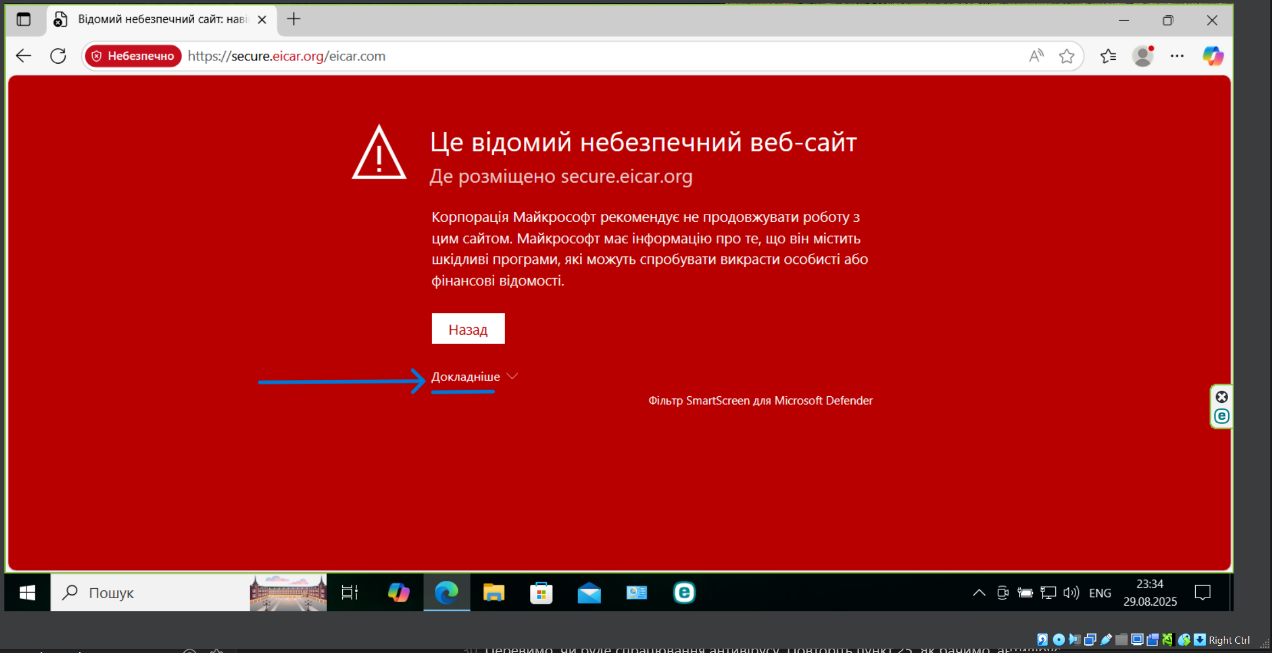 Відомий небезпечний сайт: наві
Небезпечно
https://secure.eicar.org/eicar.com
Це відомий небезпечний веб-сайт
Де розміщено secure.eicar.org
Корпорація Майкрософт рекомендує не продовжувати роботу з
цим сайтом. Майкрософт має інформацію про те, що він містить
шкідливі програми, які можуть спробувати викрасти особисті або
фінансові відомості.
Назад
Докладніше
Фільтр SmartScreen для Microsoft Defender
Пошук
ENG
23:34
29.08.2025
Right Ctrl